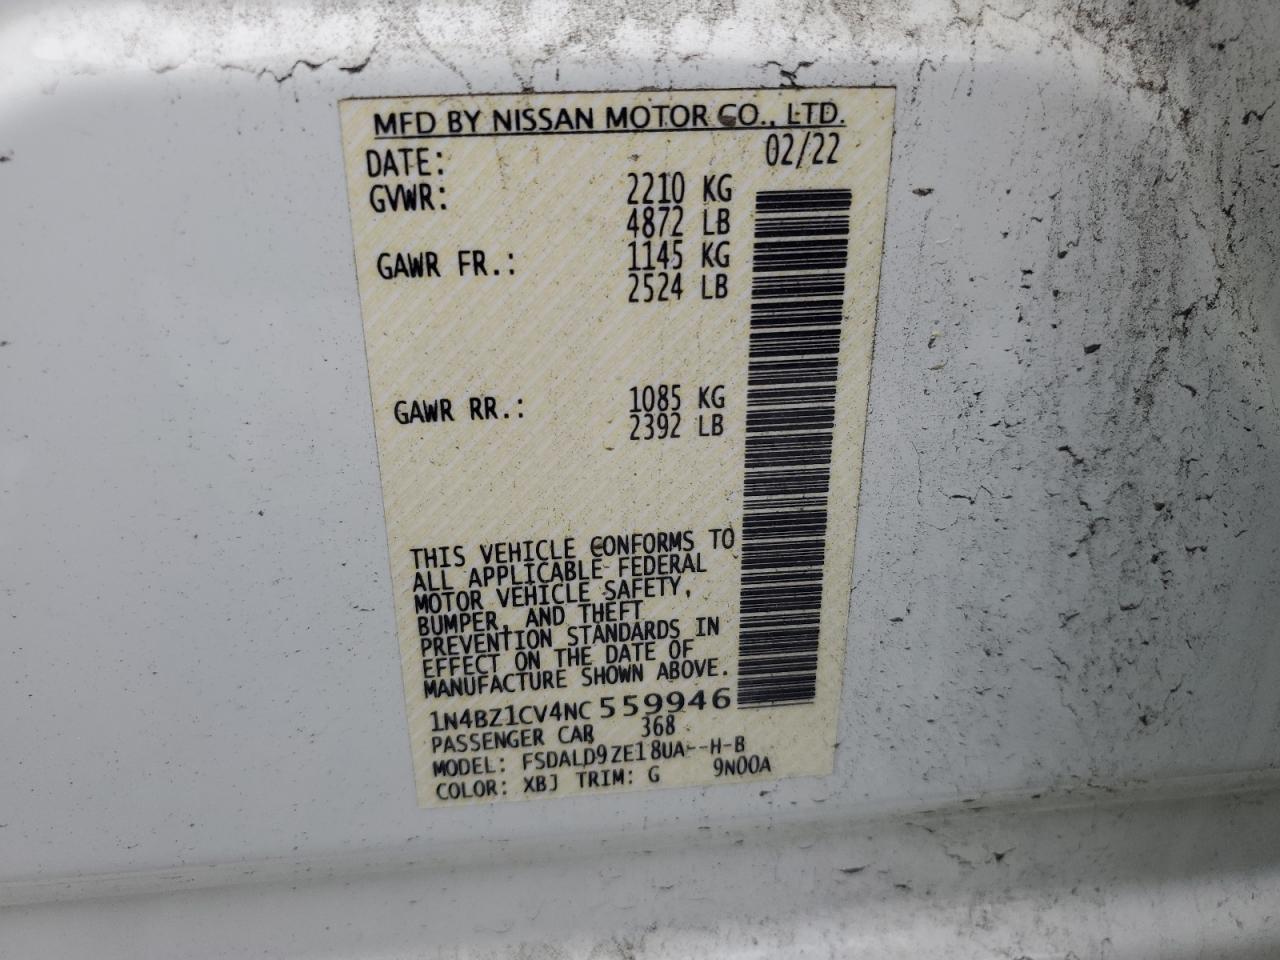 MFD BY NISSAN MOTOR CO., LTD.
DATE: 02/22
GVWR: 2210 KG
4872 LB
GAWR FR.: 1145 KG
2524 LB
GAWR RR.: 1085 KG
2392 LB
THIS VEHICLE CONFORMS TO
ALL APPLICABLE FEDERAL
MOTOR VEHICLE SAFETY,
BUMPER, AND THEFT
PREVENTION STANDARDS IN
EFFECT ON THE DATE OF
MANUFACTURE SHOWN ABOVE.
1N4BZ1CV4NC559946
PASSENGER CAR 368
MODEL: FSDALD9ZE18UA--H-B
COLOR: XBJ TRIM: G 9N00A